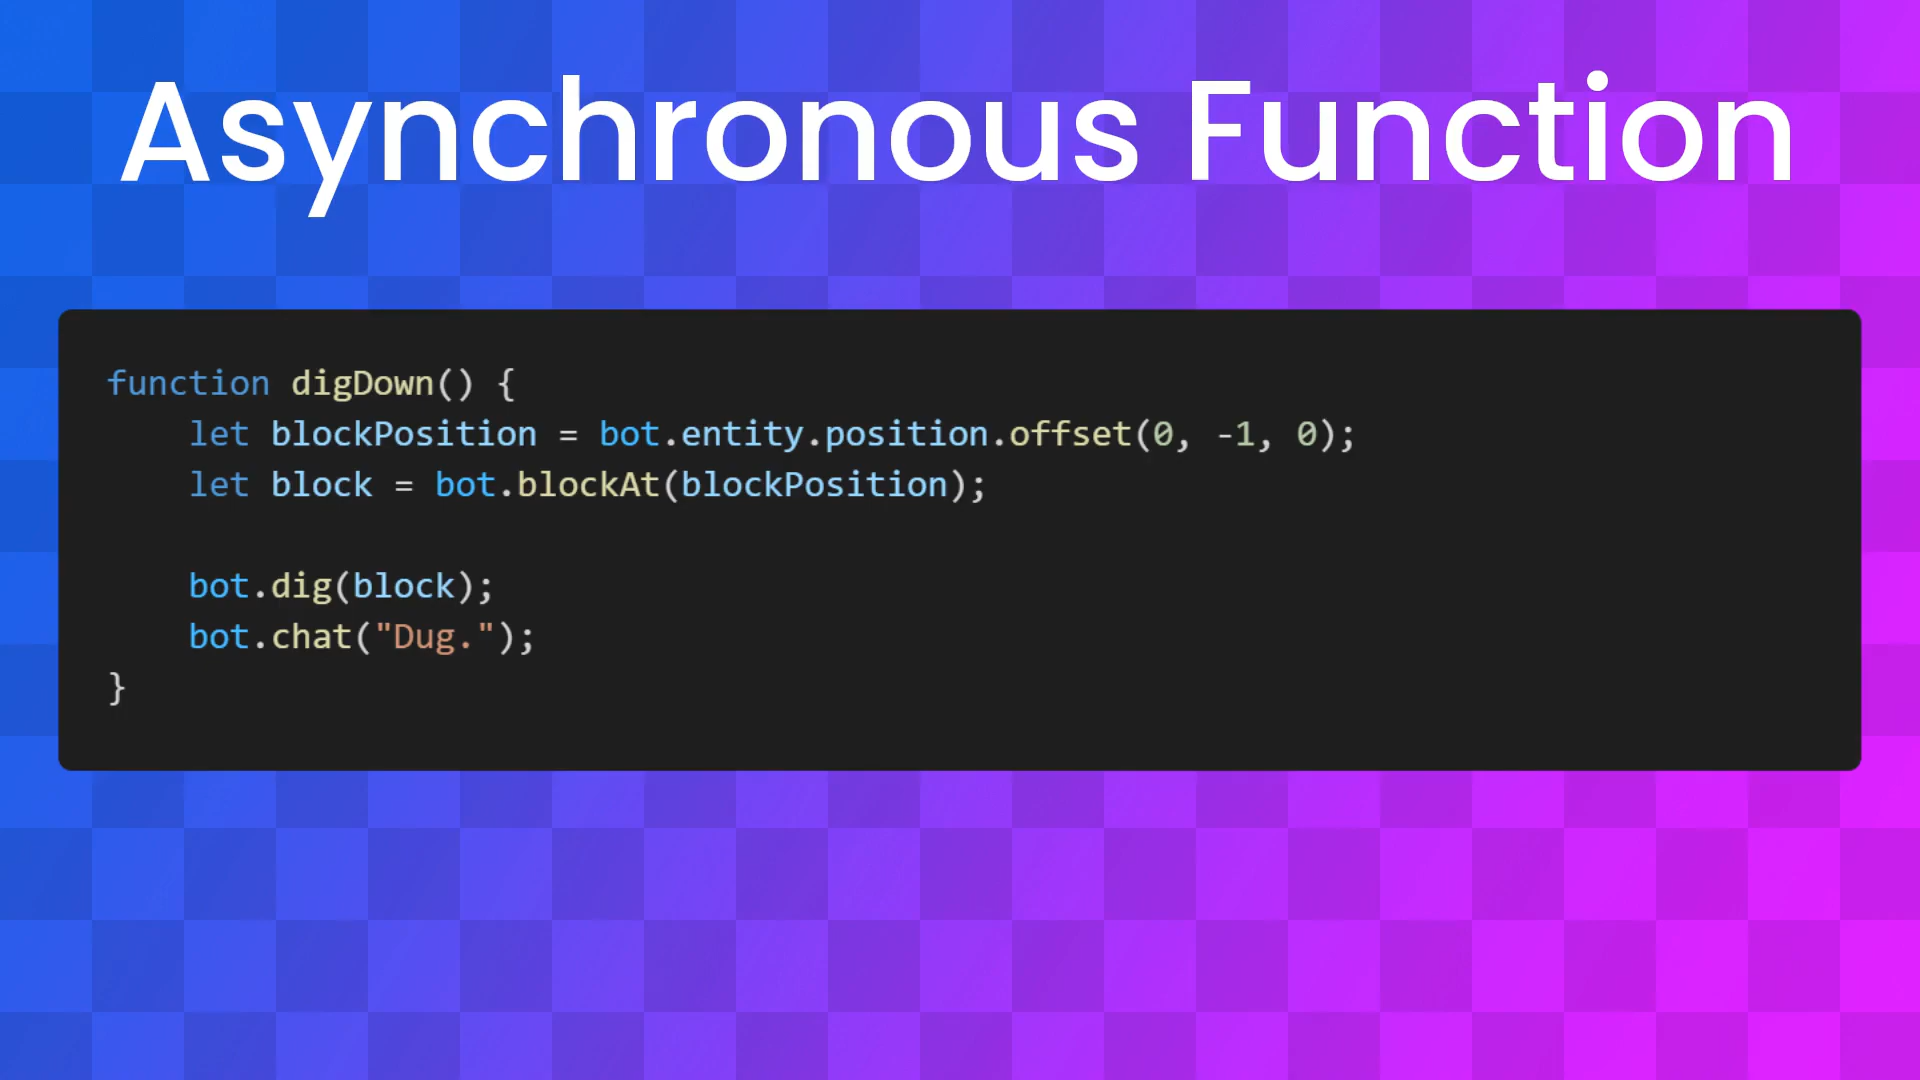 Asynchronous Function
function digDown() {
    let blockPosition = bot.entity.position.offset(0, -1, 0);
    let block = bot.blockAt(blockPosition);
    bot.dig(block);
    bot.chat("Dug.");
}